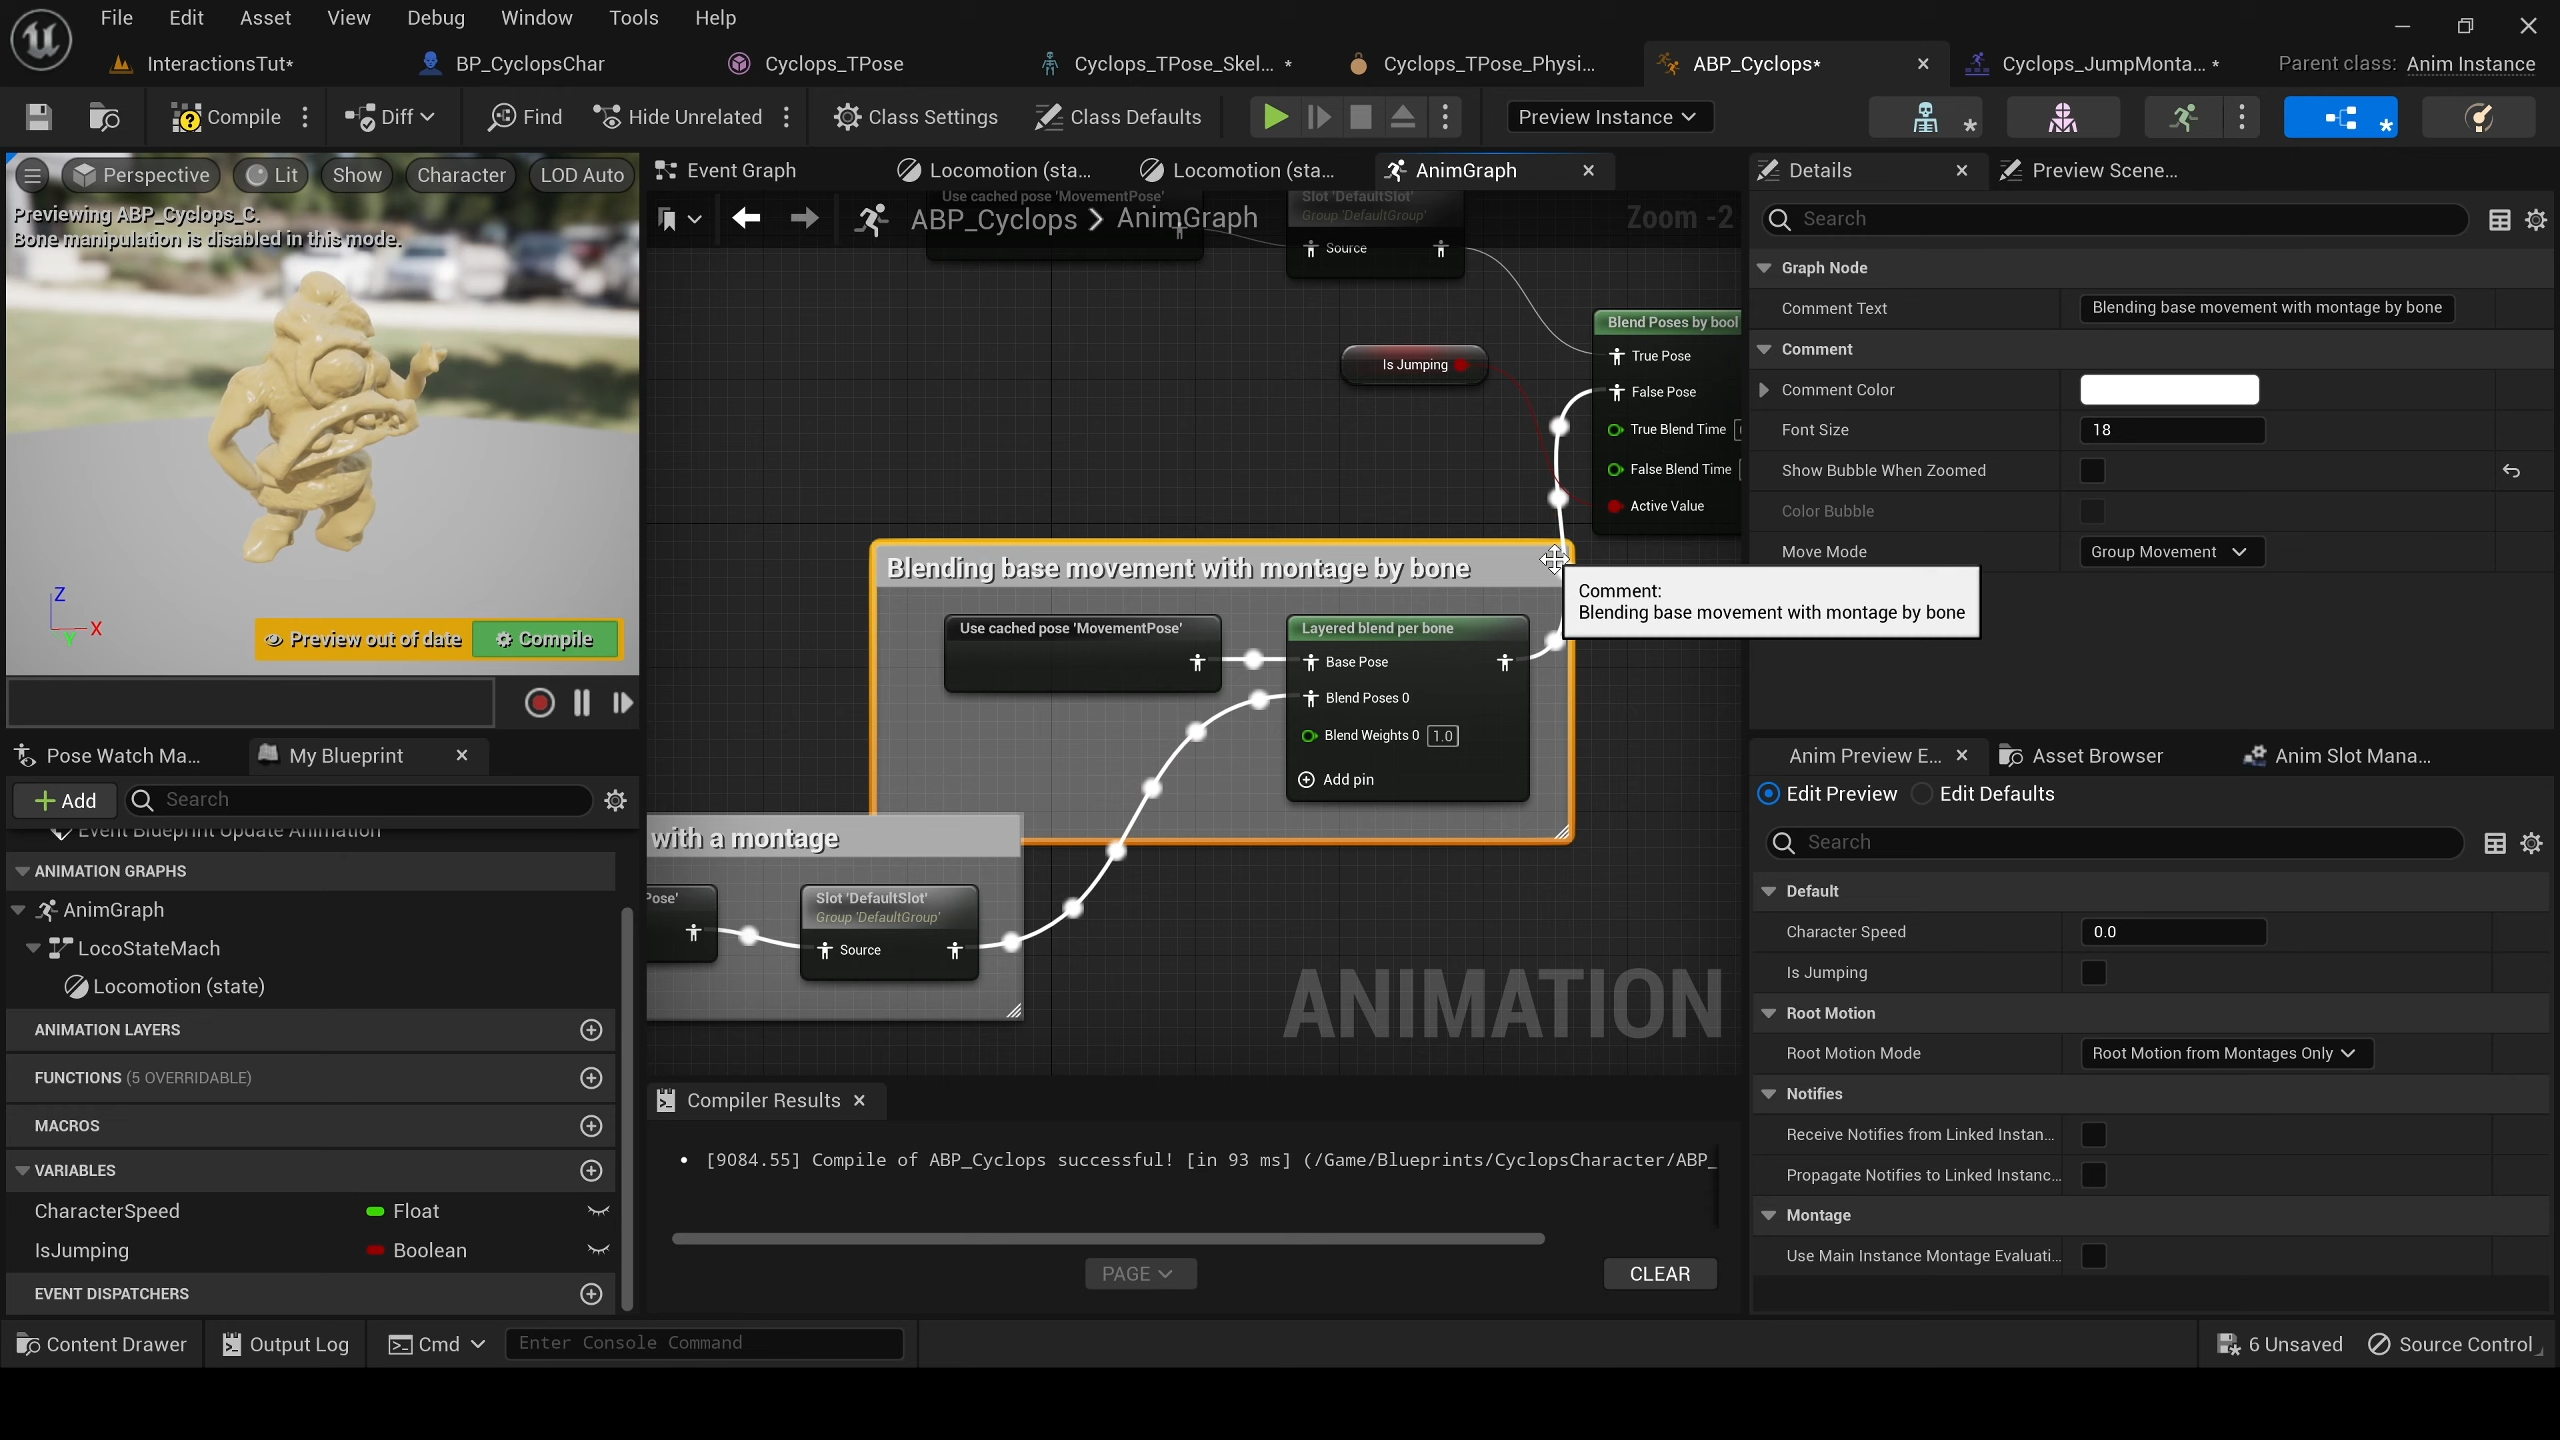 File Edit Asset View Debug Window Tools Help
InteractionsTut* BP_CyclopsChar Cyclops_TPose Cyclops_TPose_Skel... * Cyclops_TPose_Physi... ABP_Cyclops* Cyclops_JumpMonta... * Parent class: Anim Instance
Compile Diff Find Hide Unrelated Class Settings Class Defaults Preview Instance
Perspective Lit Show Character LOD Auto
Previewing ABP_Cyclops_C.
Bone manipulation is disabled in this mode.
Z
X
Y
Preview out of date Compile
Pose Watch Ma... My Blueprint
Add Search
Event Blueprint Update Animation
ANIMATION GRAPHS
AnimGraph
LocoStateMach
Locomotion (state)
ANIMATION LAYERS
FUNCTIONS (5 OVERRIDABLE)
MACROS
VARIABLES
CharacterSpeed Float
IsJumping Boolean
EVENT DISPATCHERS
Event Graph Locomotion (sta... Locomotion (sta... AnimGraph
ABP_Cyclops > AnimGraph Zoom -2
Use cached pose 'MovementPose'
Slot 'DefaultSlot'
Group 'DefaultGroup'
Source
Is Jumping
Blend Poses by bool
True Pose
False Pose
True Blend Time
False Blend Time
Active Value
Blending base movement with montage by bone
Use cached pose 'MovementPose'
Layered blend per bone
Base Pose
Blend Poses 0
Blend Weights 0 1.0
Add pin
Comment:
Blending base movement with montage by bone
with a montage
Pose'
Slot 'DefaultSlot'
Group 'DefaultGroup'
Source
ANIMATION
Compiler Results
• [9084.55] Compile of ABP_Cyclops successful! [in 93 ms] (/Game/Blueprints/CyclopsCharacter/ABP_
PAGE CLEAR
Details Preview Scene...
Search
Graph Node
Comment Text Blending base movement with montage by bone
Comment
Comment Color
Font Size 18
Show Bubble When Zoomed
Color Bubble
Move Mode Group Movement
Anim Preview E... Asset Browser Anim Slot Mana...
Edit Preview Edit Defaults
Search
Default
Character Speed 0.0
Is Jumping
Root Motion
Root Motion Mode Root Motion from Montages Only
Notifies
Receive Notifies from Linked Instan...
Propagate Notifies to Linked Instanc...
Montage
Use Main Instance Montage Evaluati...
Content Drawer Output Log Cmd Enter Console Command 6 Unsaved Source Control